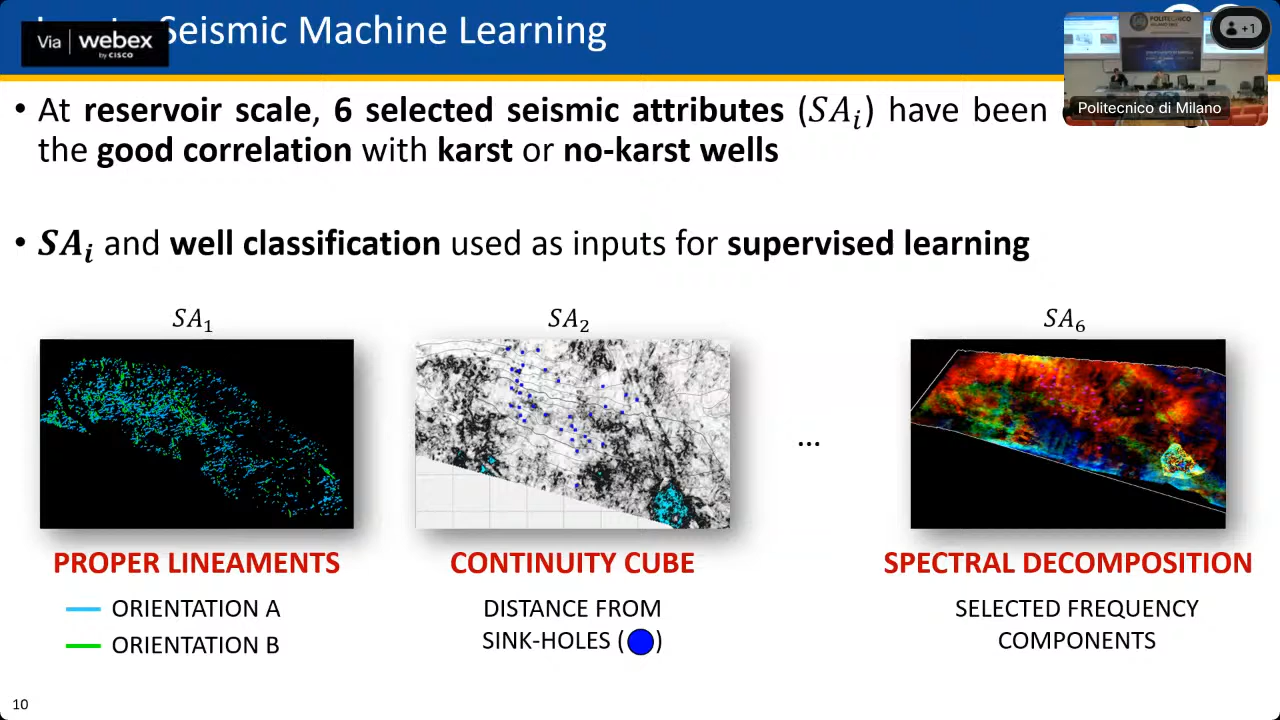 Seismic Machine Learning
Via webex
by CISCO
+1
Politecnico di Milano
• At reservoir scale, 6 selected seismic attributes (SAᵢ) have been
the good correlation with karst or no-karst wells
• SAᵢ and well classification used as inputs for supervised learning
SA₁ SA₂ SA₆
...
PROPER LINEAMENTS CONTINUITY CUBE SPECTRAL DECOMPOSITION
ORIENTATION A DISTANCE FROM SELECTED FREQUENCY
ORIENTATION B SINK-HOLES ( ) COMPONENTS
10